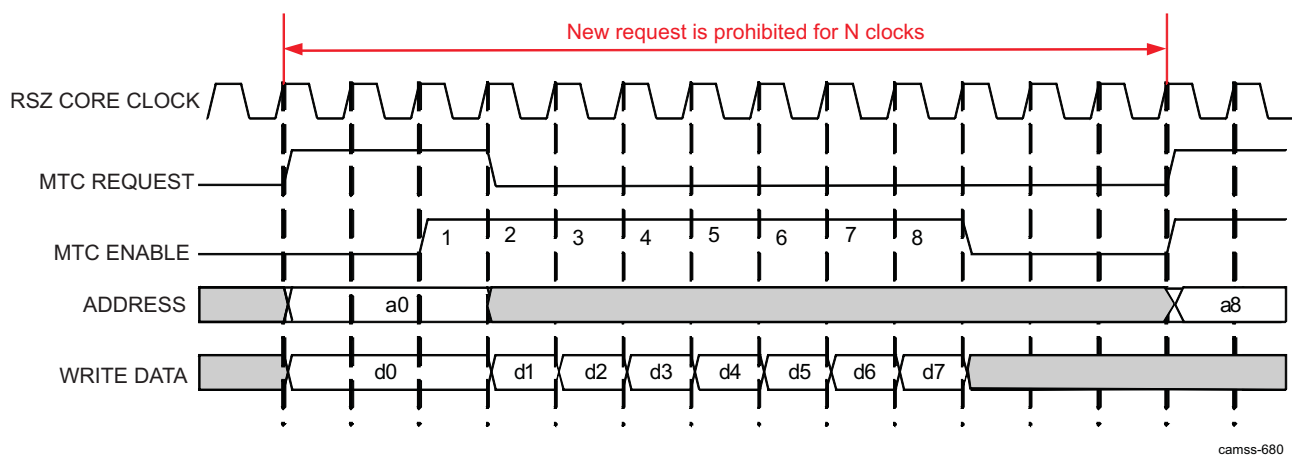 New request is prohibited for N clocks
RSZ CORE CLOCK
MTC REQUEST
MTC ENABLE 1 2 3 4 5 6 7 8
ADDRESS a0 a8
WRITE DATA d0 d1 d2 d3 d4 d5 d6 d7
camss-680